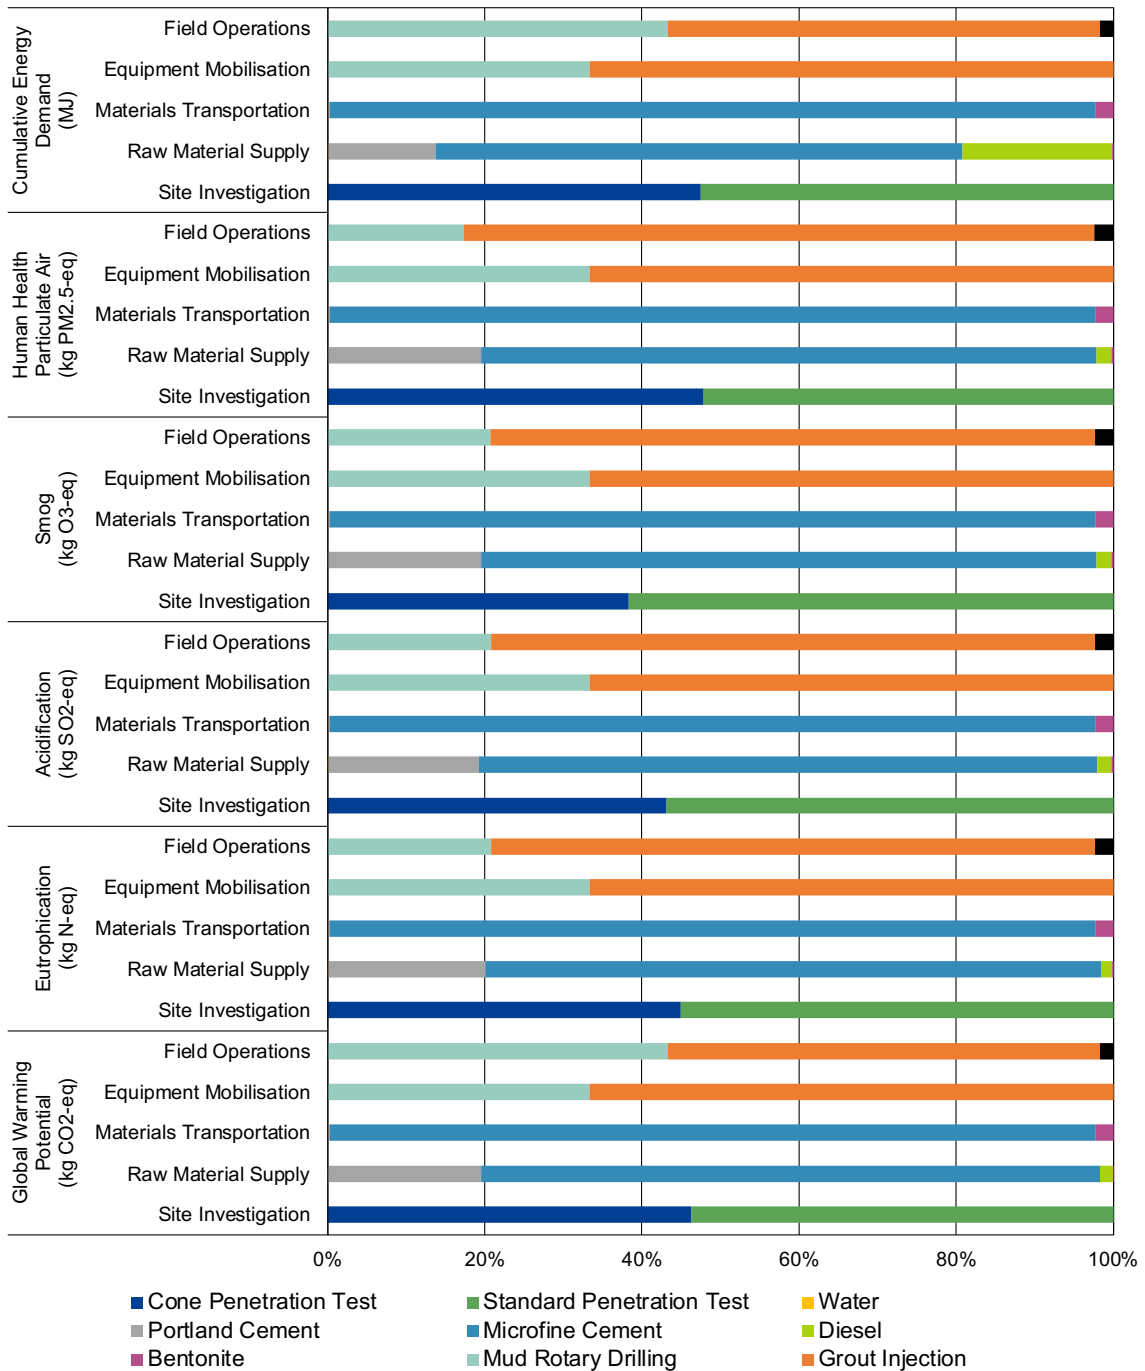 Cumulative Energy
Demand
(MJ)
Field Operations
Equipment Mobilisation
Materials Transportation
Raw Material Supply
Site Investigation
Human Health
Particulate Air
(kg PM2.5-eq)
Field Operations
Equipment Mobilisation
Materials Transportation
Raw Material Supply
Site Investigation
Smog
(kg O3-eq)
Field Operations
Equipment Mobilisation
Materials Transportation
Raw Material Supply
Site Investigation
Acidification
(kg SO2-eq)
Field Operations
Equipment Mobilisation
Materials Transportation
Raw Material Supply
Site Investigation
Eutrophication
(kg N-eq)
Field Operations
Equipment Mobilisation
Materials Transportation
Raw Material Supply
Site Investigation
Global Warming
Potential
(kg CO2-eq)
Field Operations
Equipment Mobilisation
Materials Transportation
Raw Material Supply
Site Investigation
0% 20% 40% 60% 80% 100%
Cone Penetration Test Standard Penetration Test Water
Portland Cement Microfine Cement Diesel
Bentonite Mud Rotary Drilling Grout Injection